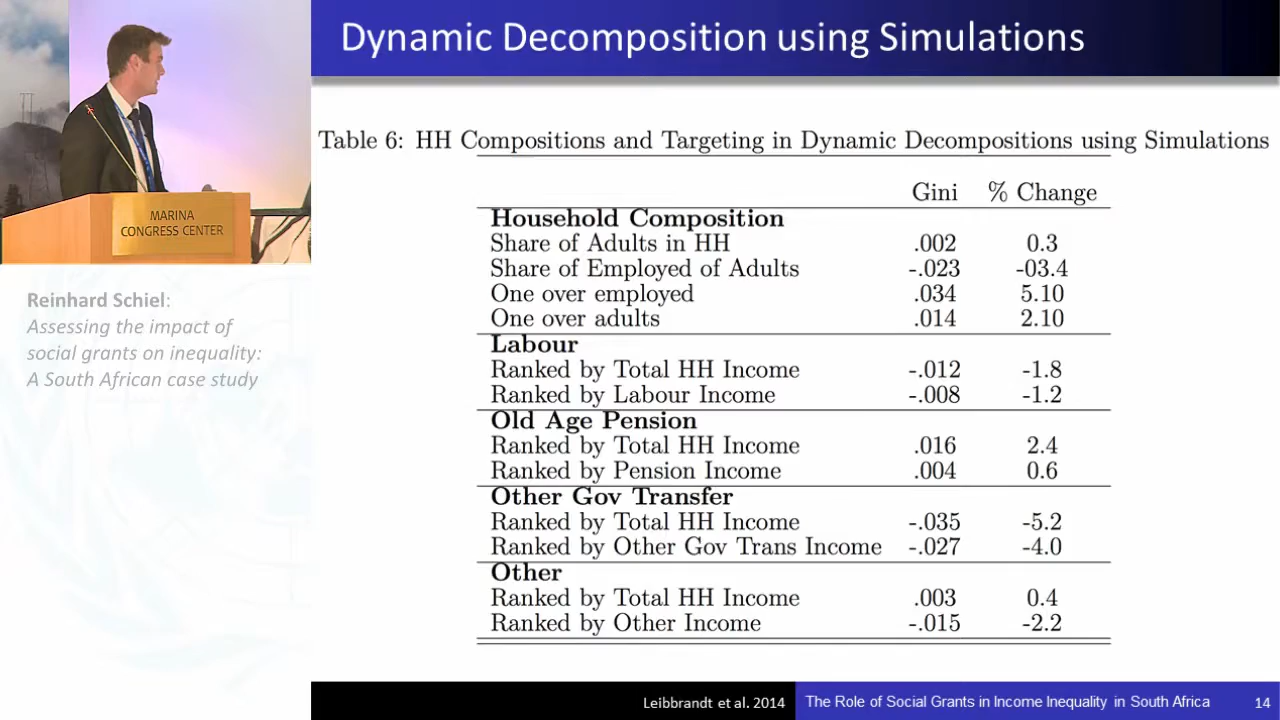 Dynamic Decomposition using Simulations
MARINA
CONGRESS CENTER
Reinhard Schiel:
Assessing the impact of
social grants on inequality:
A South African case study
Table 6: HH Compositions and Targeting in Dynamic Decompositions using Simulations
Gini % Change
Household Composition
Share of Adults in HH .002 0.3
Share of Employed of Adults -.023 -03.4
One over employed .034 5.10
One over adults .014 2.10
Labour
Ranked by Total HH Income -.012 -1.8
Ranked by Labour Income -.008 -1.2
Old Age Pension
Ranked by Total HH Income .016 2.4
Ranked by Pension Income .004 0.6
Other Gov Transfer
Ranked by Total HH Income -.035 -5.2
Ranked by Other Gov Trans Income -.027 -4.0
Other
Ranked by Total HH Income .003 0.4
Ranked by Other Income -.015 -2.2
Leibbrandt et al. 2014 The Role of Social Grants in Income Inequality in South Africa 14